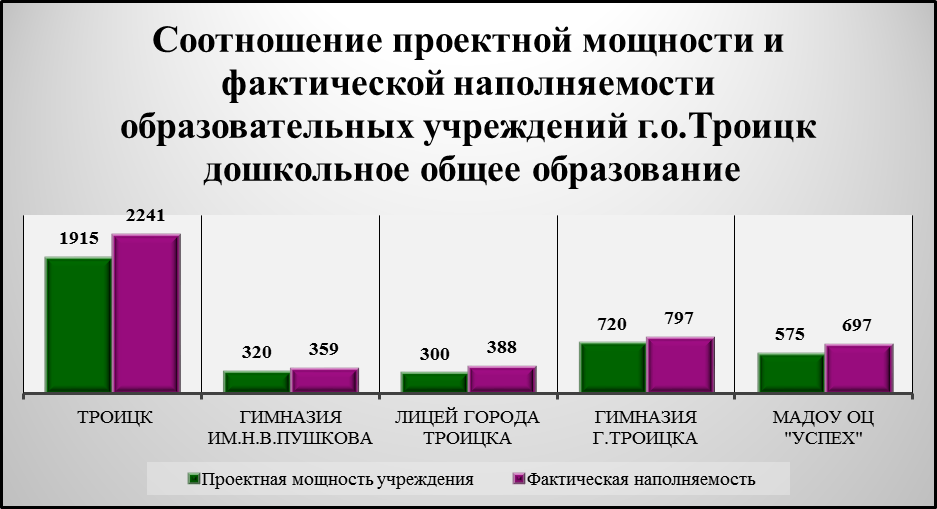 Соотношение проектной мощности и
фактической наполняемости
образовательных учреждений г.о.Троицк
дошкольное общее образование
2241
1915
320
359
300
388
720
797
575
697
ТРОИЦК
ГИМНАЗИЯ
ИМ.Н.В.ПУШКОВА
ЛИЦЕЙ ГОРОДА
ТРОИЦКА
ГИМНАЗИЯ
Г.ТРОИЦКА
МАДОУ ОЦ
"УСПЕХ"
Проектная мощность учреждения
Фактическая наполняемость